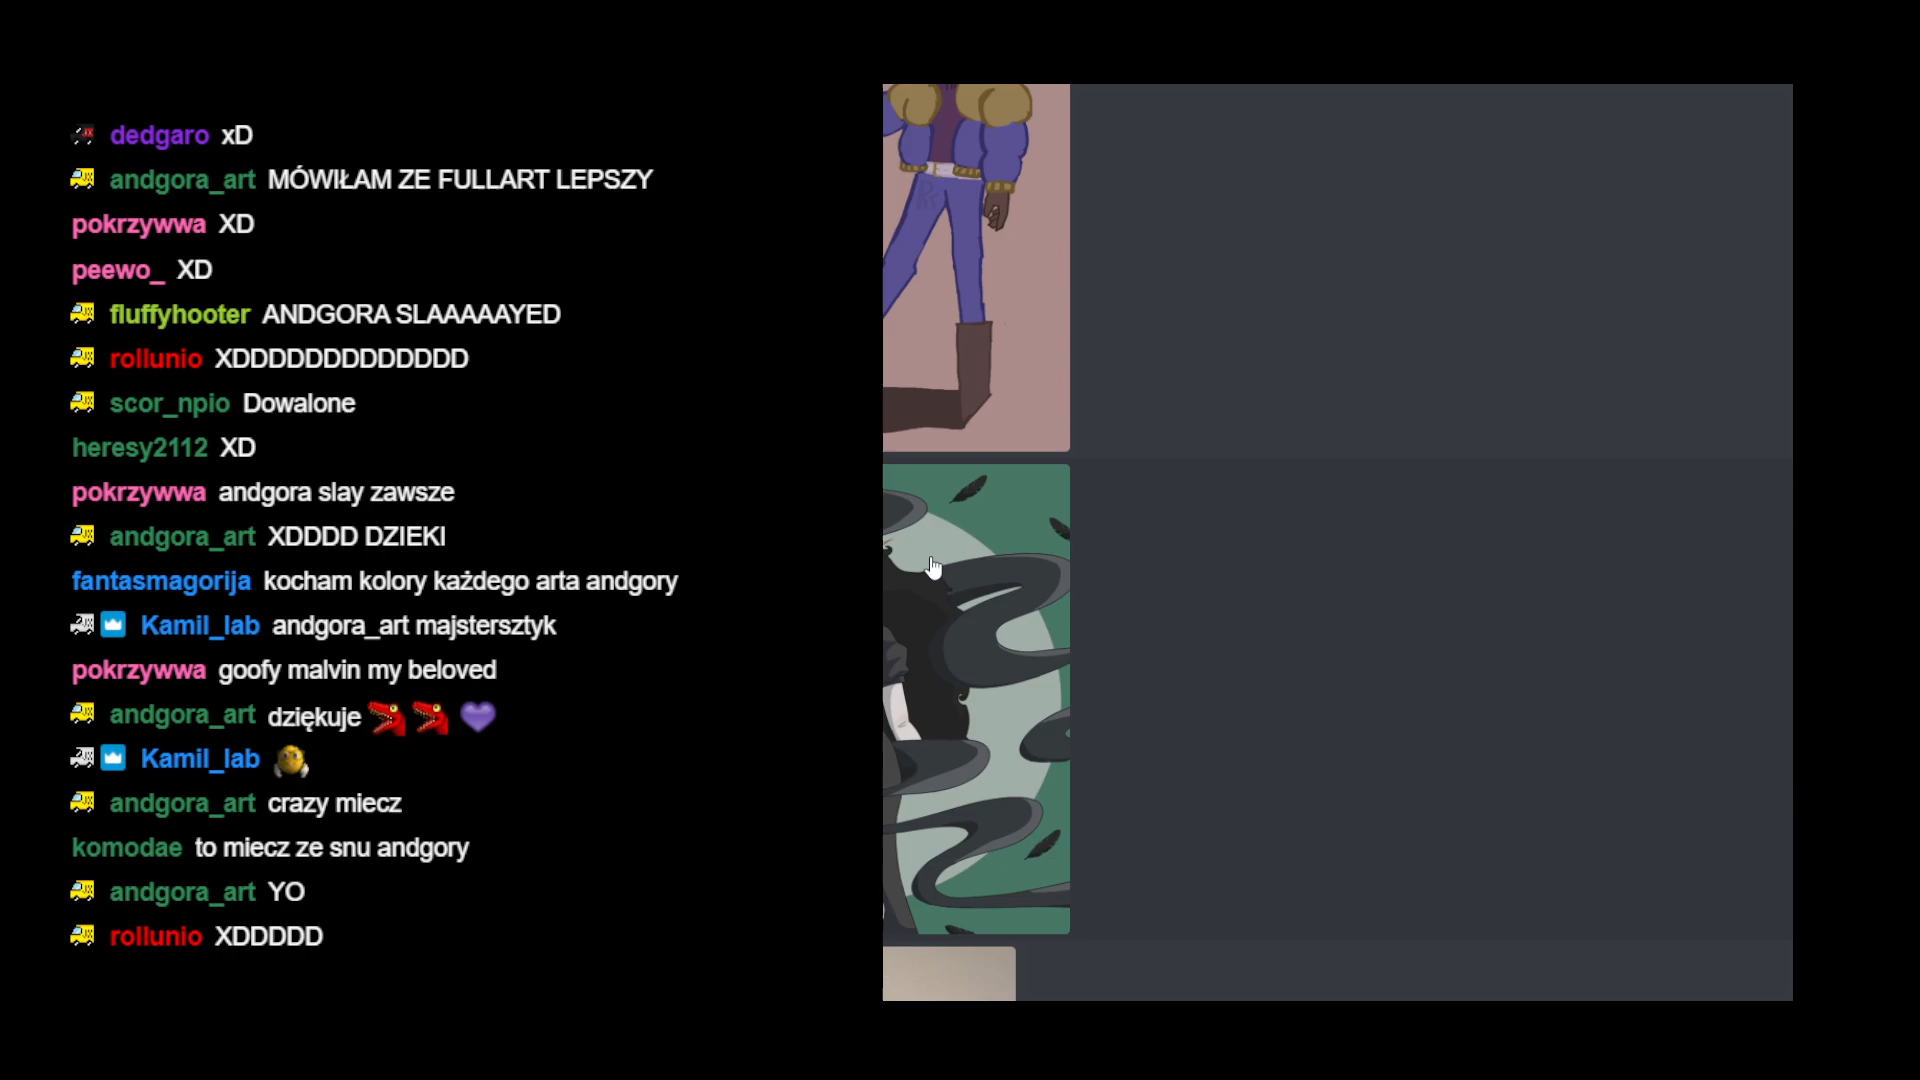 dedgaro xD
andgora_art MÓWIŁAM ZE FULLART LEPSZY
pokrzywwa XD
peewo_ XD
fluffyhooter ANDGORA SLAAAAAYED
rollunio XDDDDDDDDDDDDD
scor_npio Dowalone
heresy2112 XD
pokrzywwa andgora slay zawsze
andgora_art XDDDD DZIEKI
fantasmagorija kocham kolory każdego arta andgory
Kamil_lab andgora_art majstersztyk
pokrzywwa goofy malvin my beloved
andgora_art dziękuje
Kamil_lab
andgora_art crazy miecz
komodae to miecz ze snu andgory
andgora_art YO
rollunio XDDDDD